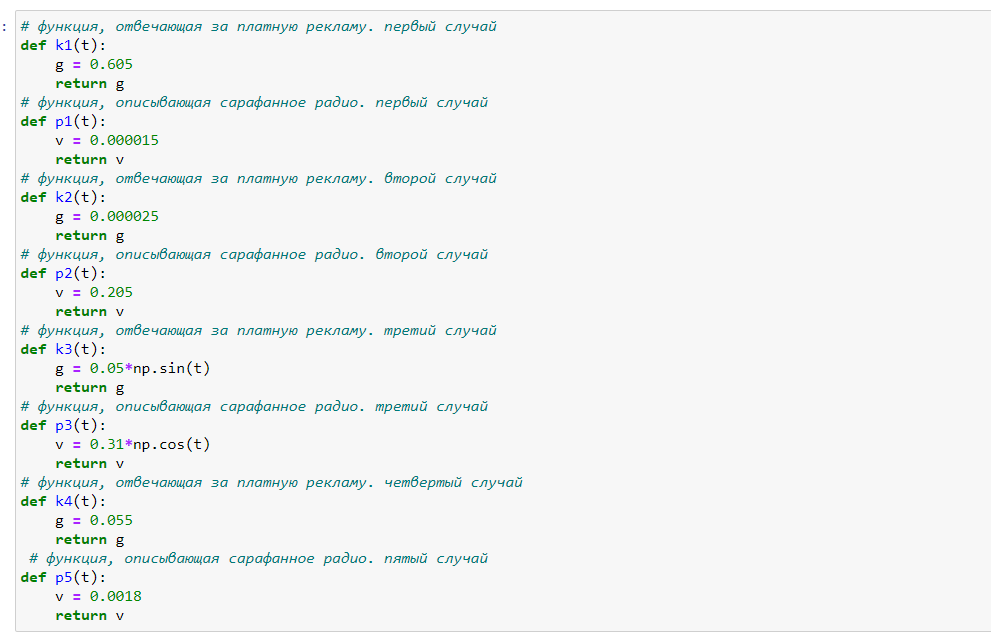 : # функция, отвечающая за платную рекламу. первый случай
def k1(t):
    g = 0.605
    return g
# функция, описывающая сарафанное радио. первый случай
def p1(t):
    v = 0.000015
    return v
# функция, отвечающая за платную рекламу. второй случай
def k2(t):
    g = 0.000025
    return g
# функция, описывающая сарафанное радио. второй случай
def p2(t):
    v = 0.205
    return v
# функция, отвечающая за платную рекламу. третий случай
def k3(t):
    g = 0.05*np.sin(t)
    return g
# функция, описывающая сарафанное радио. третий случай
def p3(t):
    v = 0.31*np.cos(t)
    return v
# функция, отвечающая за платную рекламу. четвертый случай
def k4(t):
    g = 0.055
    return g
 # функция, описывающая сарафанное радио. пятый случай
def p5(t):
    v = 0.0018
    return v